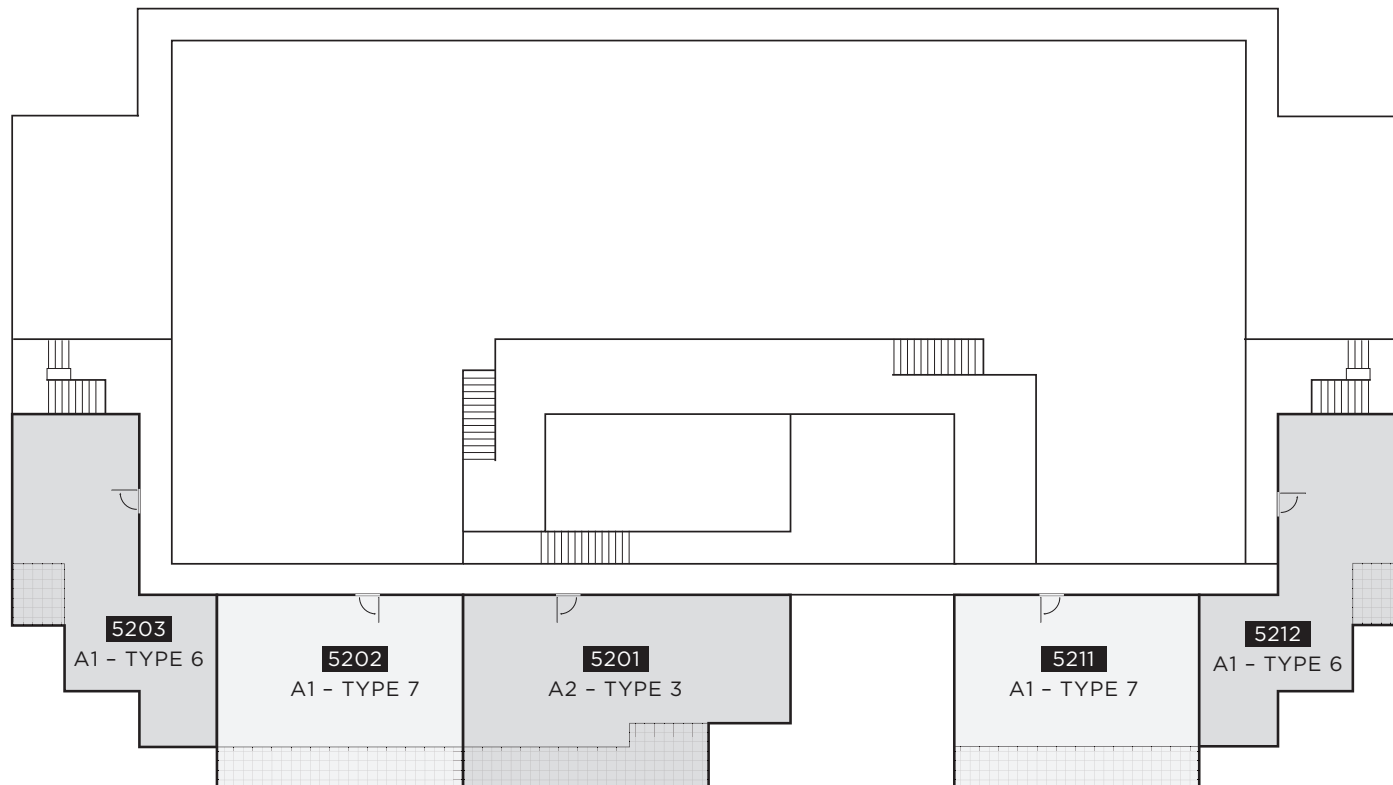 5203
A1 – TYPE 6
5202
A1 – TYPE 7
5201
A2 – TYPE 3
5211
A1 – TYPE 7
5212
A1 – TYPE 6